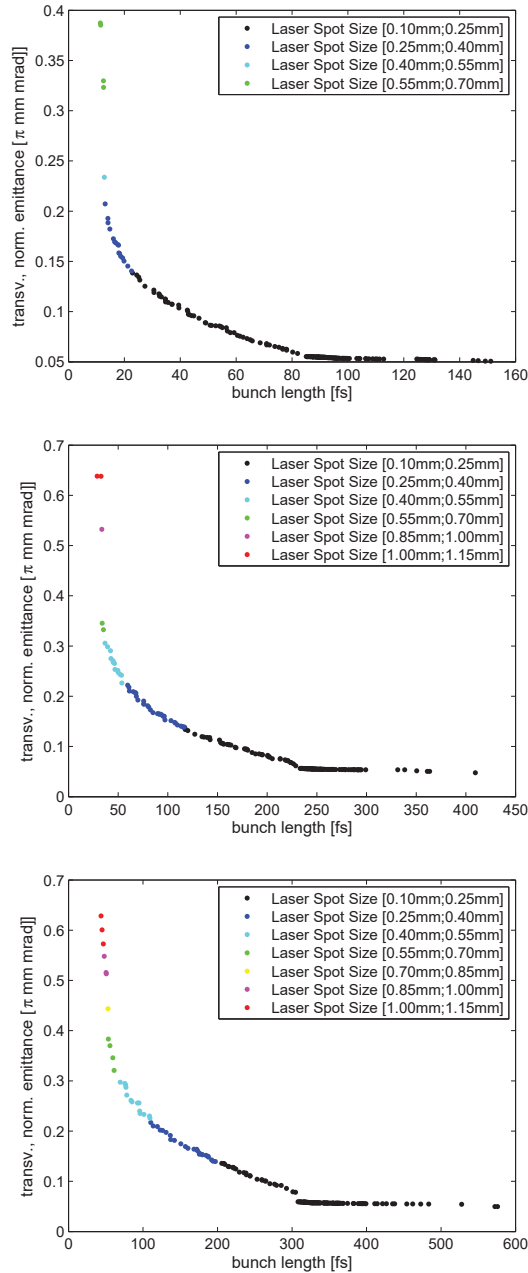 0.4
0.35
0.3
0.25
0.2
0.15
0.1
0.05
0 20 40 60 80 100 120 140 160
bunch length [fs]
transv., norm. emittance [π mm mrad]]
Laser Spot Size [0.10mm;0.25mm]
Laser Spot Size [0.25mm;0.40mm]
Laser Spot Size [0.40mm;0.55mm]
Laser Spot Size [0.55mm;0.70mm]
0.7
0.6
0.5
0.4
0.3
0.2
0.1
0
0 50 100 150 200 250 300 350 400 450
bunch length [fs]
transv., norm. emittance [π mm mrad]]
Laser Spot Size [0.10mm;0.25mm]
Laser Spot Size [0.25mm;0.40mm]
Laser Spot Size [0.40mm;0.55mm]
Laser Spot Size [0.55mm;0.70mm]
Laser Spot Size [0.85mm;1.00mm]
Laser Spot Size [1.00mm;1.15mm]
0.7
0.6
0.5
0.4
0.3
0.2
0.1
0
0 100 200 300 400 500 600
bunch length [fs]
transv., norm. emittance [π mm mrad]]
Laser Spot Size [0.10mm;0.25mm]
Laser Spot Size [0.25mm;0.40mm]
Laser Spot Size [0.40mm;0.55mm]
Laser Spot Size [0.55mm;0.70mm]
Laser Spot Size [0.70mm;0.85mm]
Laser Spot Size [0.85mm;1.00mm]
Laser Spot Size [1.00mm;1.15mm]